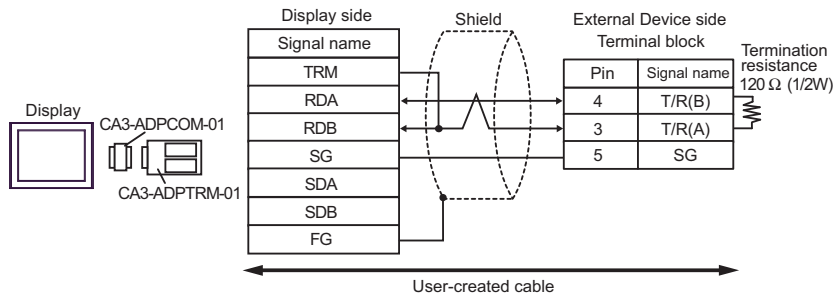 Display side
Shield
External Device side
Terminal block
Signal name
TRM
RDA
RDB
SG
SDA
SDB
FG
Pin
Signal name
4
T/R(B)
3
T/R(A)
5
SG
Termination
resistance
120 Ω (1/2W)
Display
CA3-ADPCOM-01
CA3-ADPTRM-01
User-created cable